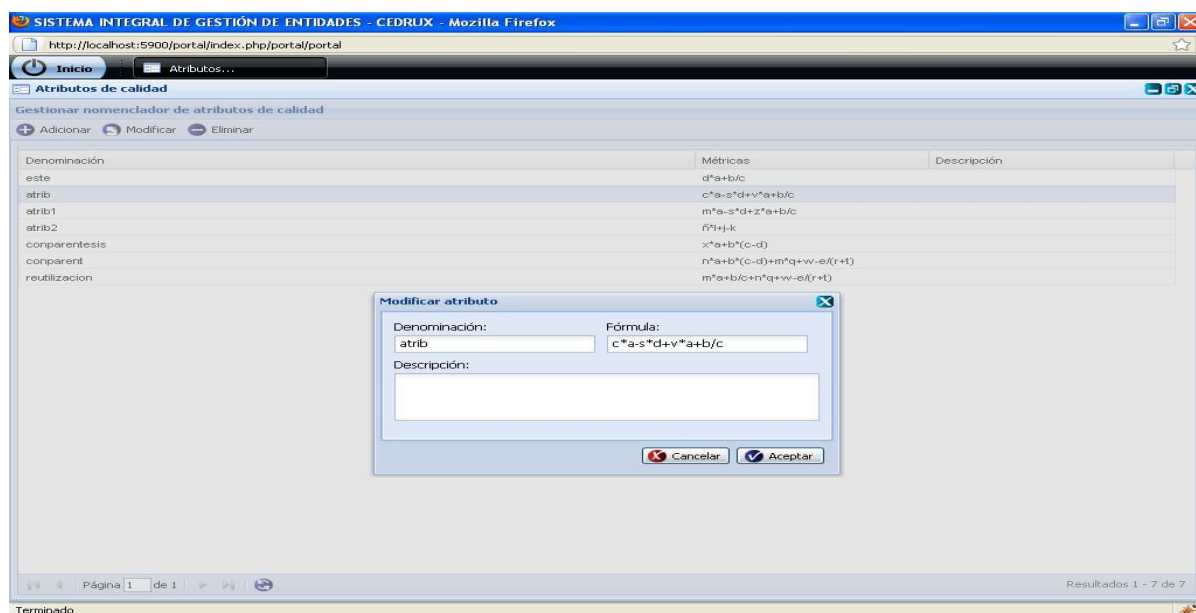 SISTEMA INTEGRAL DE GESTIÓN DE ENTIDADES - CEDRUX - Mozilla Firefox
http://localhost:5900/portal/index.php/portal/portal
Inicio Atributos...
Atributos de calidad
Gestionar nomenclador de atributos de calidad
Adicionar Modificar Eliminar
Denominación Métricas Descripción
este d*a+b/c
atrib c*a-s*d+v*a+b/c
atrib1 m*a-s*d+z*a+b/c
atrib2 ñ*l+j-k
conparentesis x*a+b*(c-d)
conparent n*a+b*(c-d)+m*q+w-e/(r+t)
reutilizacion m*a+b/c+n*q+w-e/(r+t)
Modificar atributo
Denominación: Fórmula:
atrib c*a-s*d+v*a+b/c
Descripción:
Cancelar Aceptar
Página 1 de 1 Resultados 1 - 7 de 7
Terminado